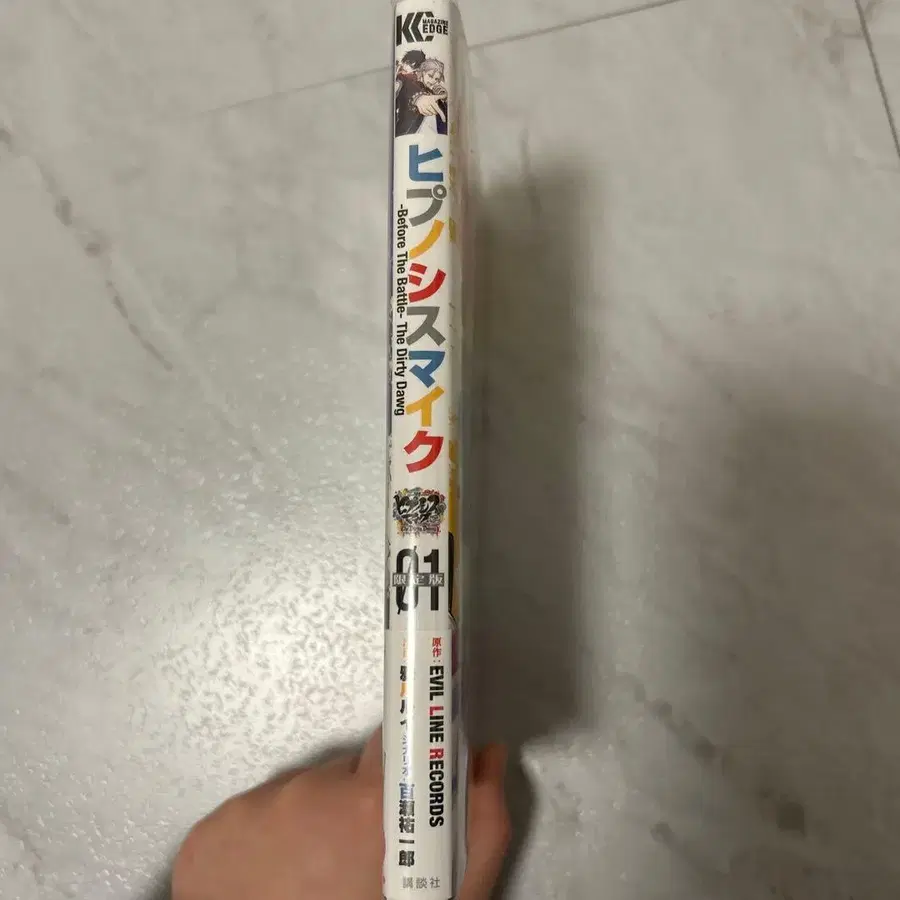 KC
MAGAZINE
EDGE
ヒプノシスマイク
-Before The Battle- The Dirty Dawg
01
限定版
原作:EVIL LINE RECORDS
百瀬祐一郎
講談社